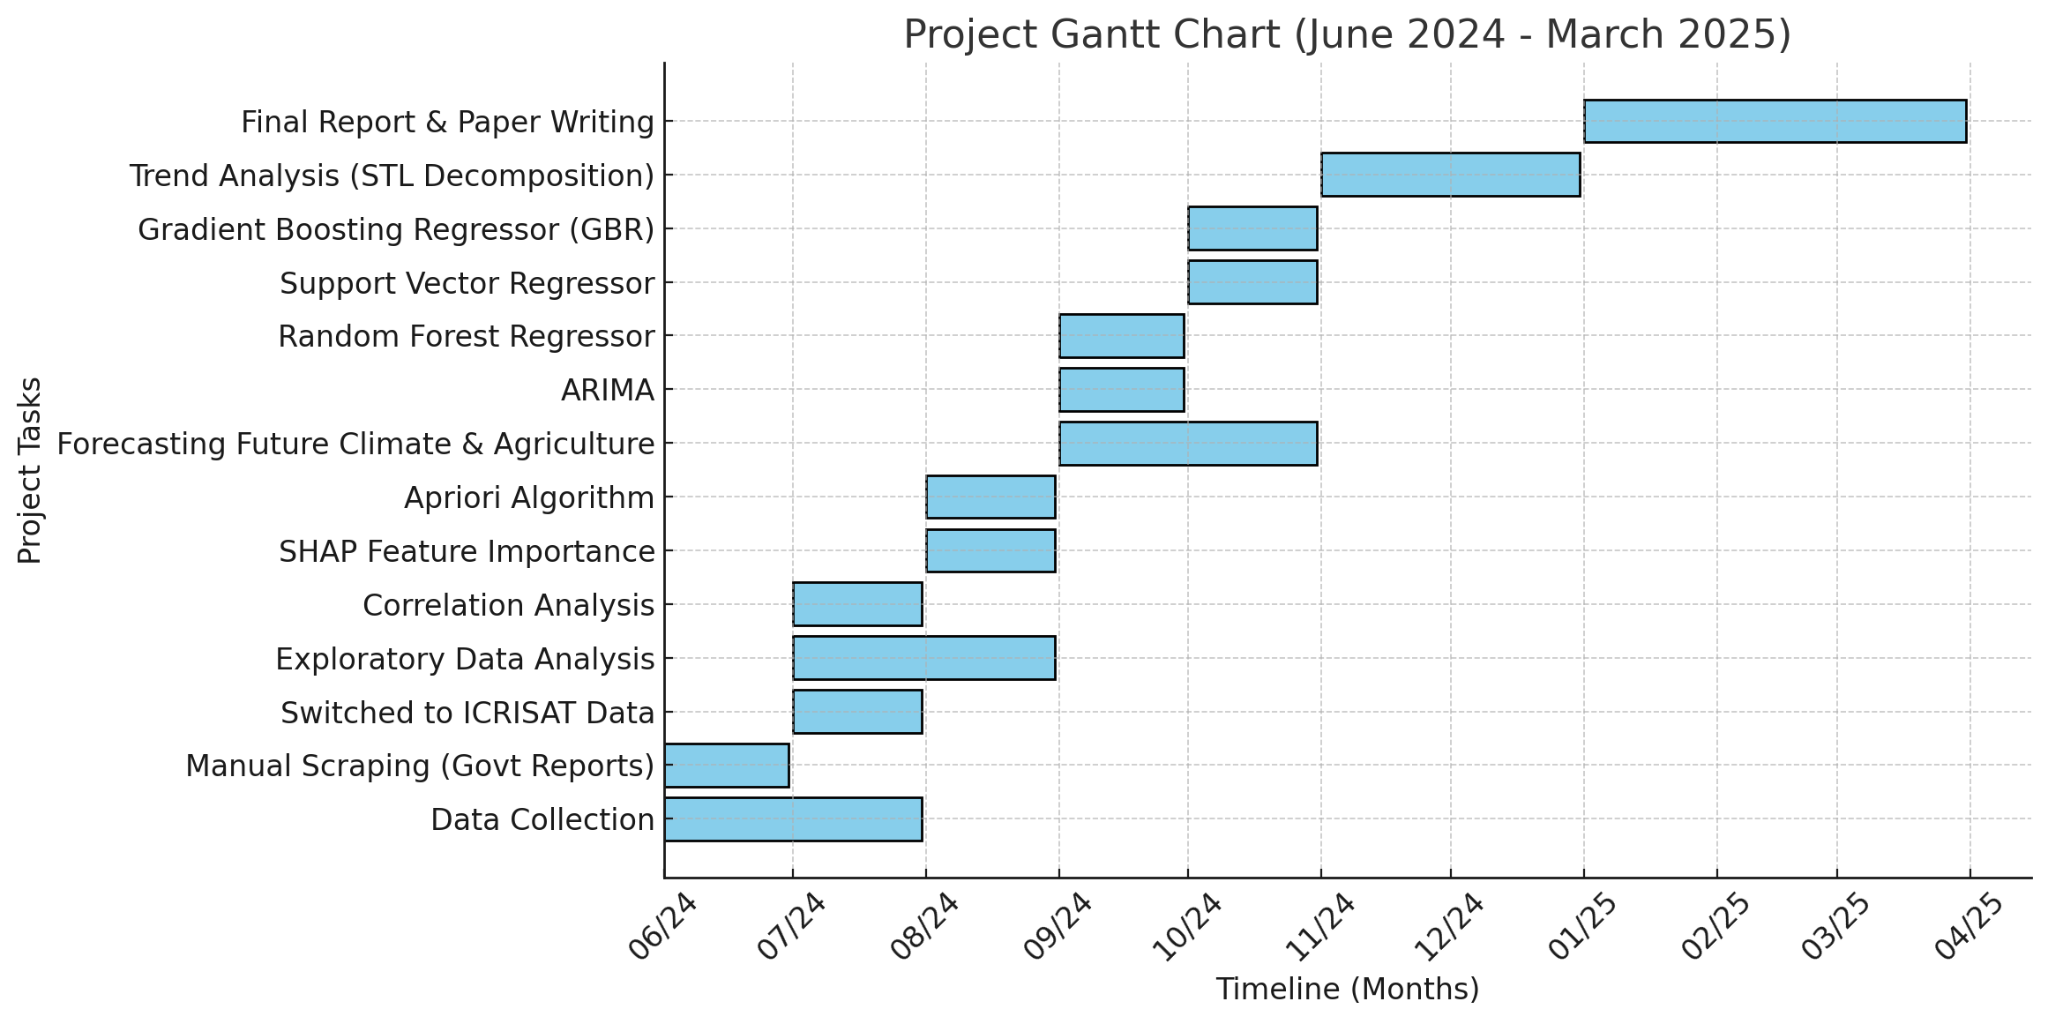 Project Gantt Chart (June 2024 - March 2025)
Project Tasks
Final Report & Paper Writing
Trend Analysis (STL Decomposition)
Gradient Boosting Regressor (GBR)
Support Vector Regressor
Random Forest Regressor
ARIMA
Forecasting Future Climate & Agriculture
Apriori Algorithm
SHAP Feature Importance
Correlation Analysis
Exploratory Data Analysis
Switched to ICRISAT Data
Manual Scraping (Govt Reports)
Data Collection
06/24 07/24 08/24 09/24 10/24 11/24 12/24 01/25 02/25 03/25 04/25
Timeline (Months)